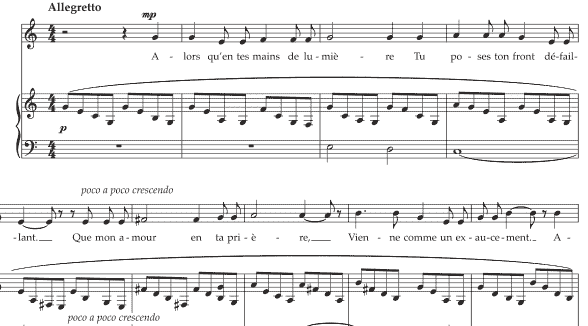 Allegretto
mp
A - lors qu'en tes mains de lu - miè - re Tu po - ses ton front dé - fail -
p
poco a poco crescendo
- lant. Que mon a - mour en ta pri - è - re, Vien - ne comme un ex - au - ce - ment. A -
poco a poco crescendo